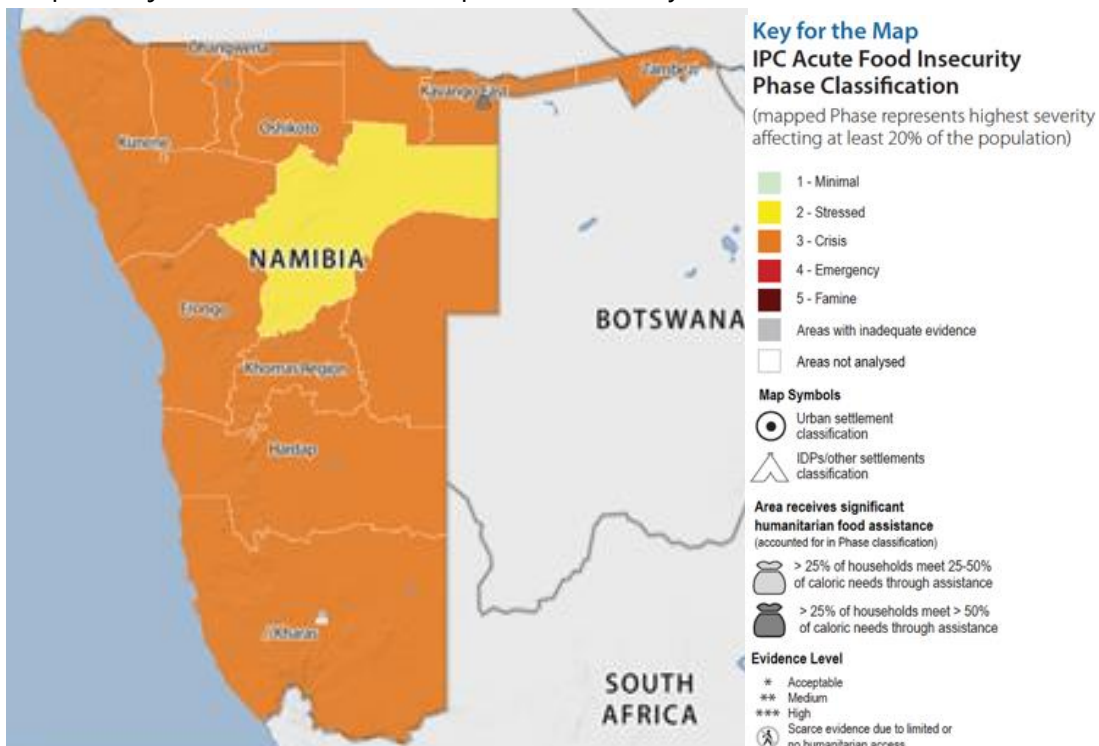 Ohangwena
Zambezi
Kavango East
Oshikoto
Kunene
NAMIBIA
Erongo
BOTSWANA
Khomas Region
Hardap
//Kharas
SOUTH
AFRICA
Key for the Map
IPC Acute Food Insecurity
Phase Classification
(mapped Phase represents highest severity
affecting at least 20% of the population)
1 - Minimal
2 - Stressed
3 - Crisis
4 - Emergency
5 - Famine
Areas with inadequate evidence
Areas not analysed
Map Symbols
Urban settlement
classification
IDPs/other settlements
classification
Area receives significant
humanitarian food assistance
(accounted for in Phase classification)
> 25% of households meet 25-50%
of caloric needs through assistance
> 25% of households meet > 50%
of caloric needs through assistance
Evidence Level
* Acceptable
** Medium
*** High
Scarce evidence due to limited or
no humanitarian access